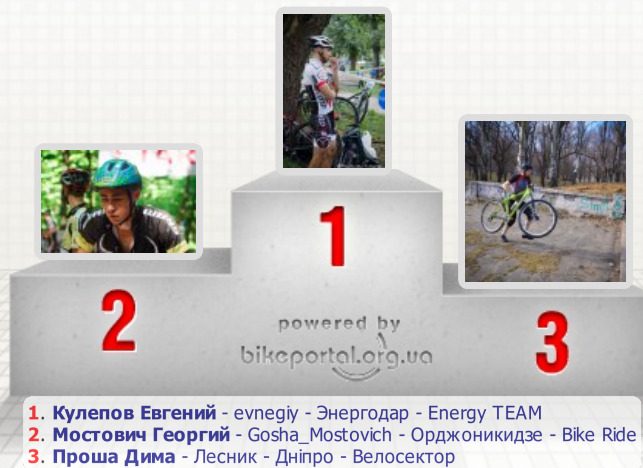 1
2
3
powered by
bikeportal.org.ua
1. Кулепов Евгений - evnegiy - Энергодар - Energy TEAM
2. Мостович Георгий - Gosha_Mostovich - Орджоникидзе - Bike Ride
3. Проша Дима - Лесник - Дніпро - Велосектор